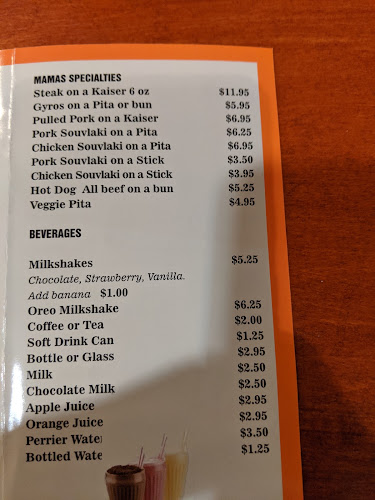 MAMAS SPECIALTIES
Steak on a Kaiser 6 oz $11.95
Gyros on a Pita or bun $5.95
Pulled Pork on a Kaiser $6.95
Pork Souvlaki on a Pita $6.25
Chicken Souvlaki on a Pita $6.95
Pork Souvlaki on a Stick $3.50
Chicken Souvlaki on a Stick $3.95
Hot Dog All beef on a bun $5.25
Veggie Pita $4.95
BEVERAGES
Milkshakes $5.25
Chocolate, Strawberry, Vanilla.
Add banana $1.00
Oreo Milkshake $6.25
Coffee or Tea $2.00
Soft Drink Can $1.25
Bottle or Glass $2.95
Milk $2.50
Chocolate Milk $2.50
Apple Juice $2.95
Orange Juice $2.95
Perrier Water $3.50
Bottled Wate $1.25